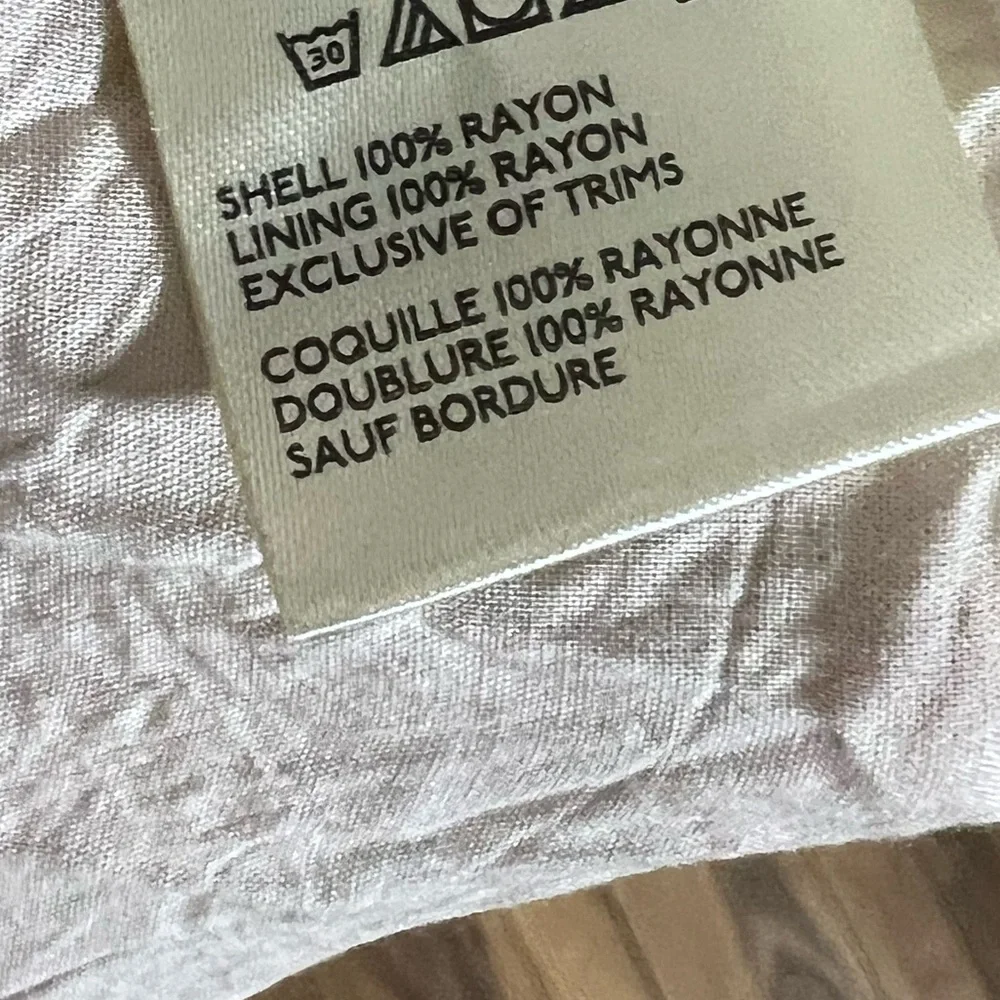 30
SHELL 100% RAYON
LINING 100% RAYON
EXCLUSIVE OF TRIMS
COQUILLE 100% RAYONNE
DOUBLURE 100% RAYONNE
SAUF BORDURE